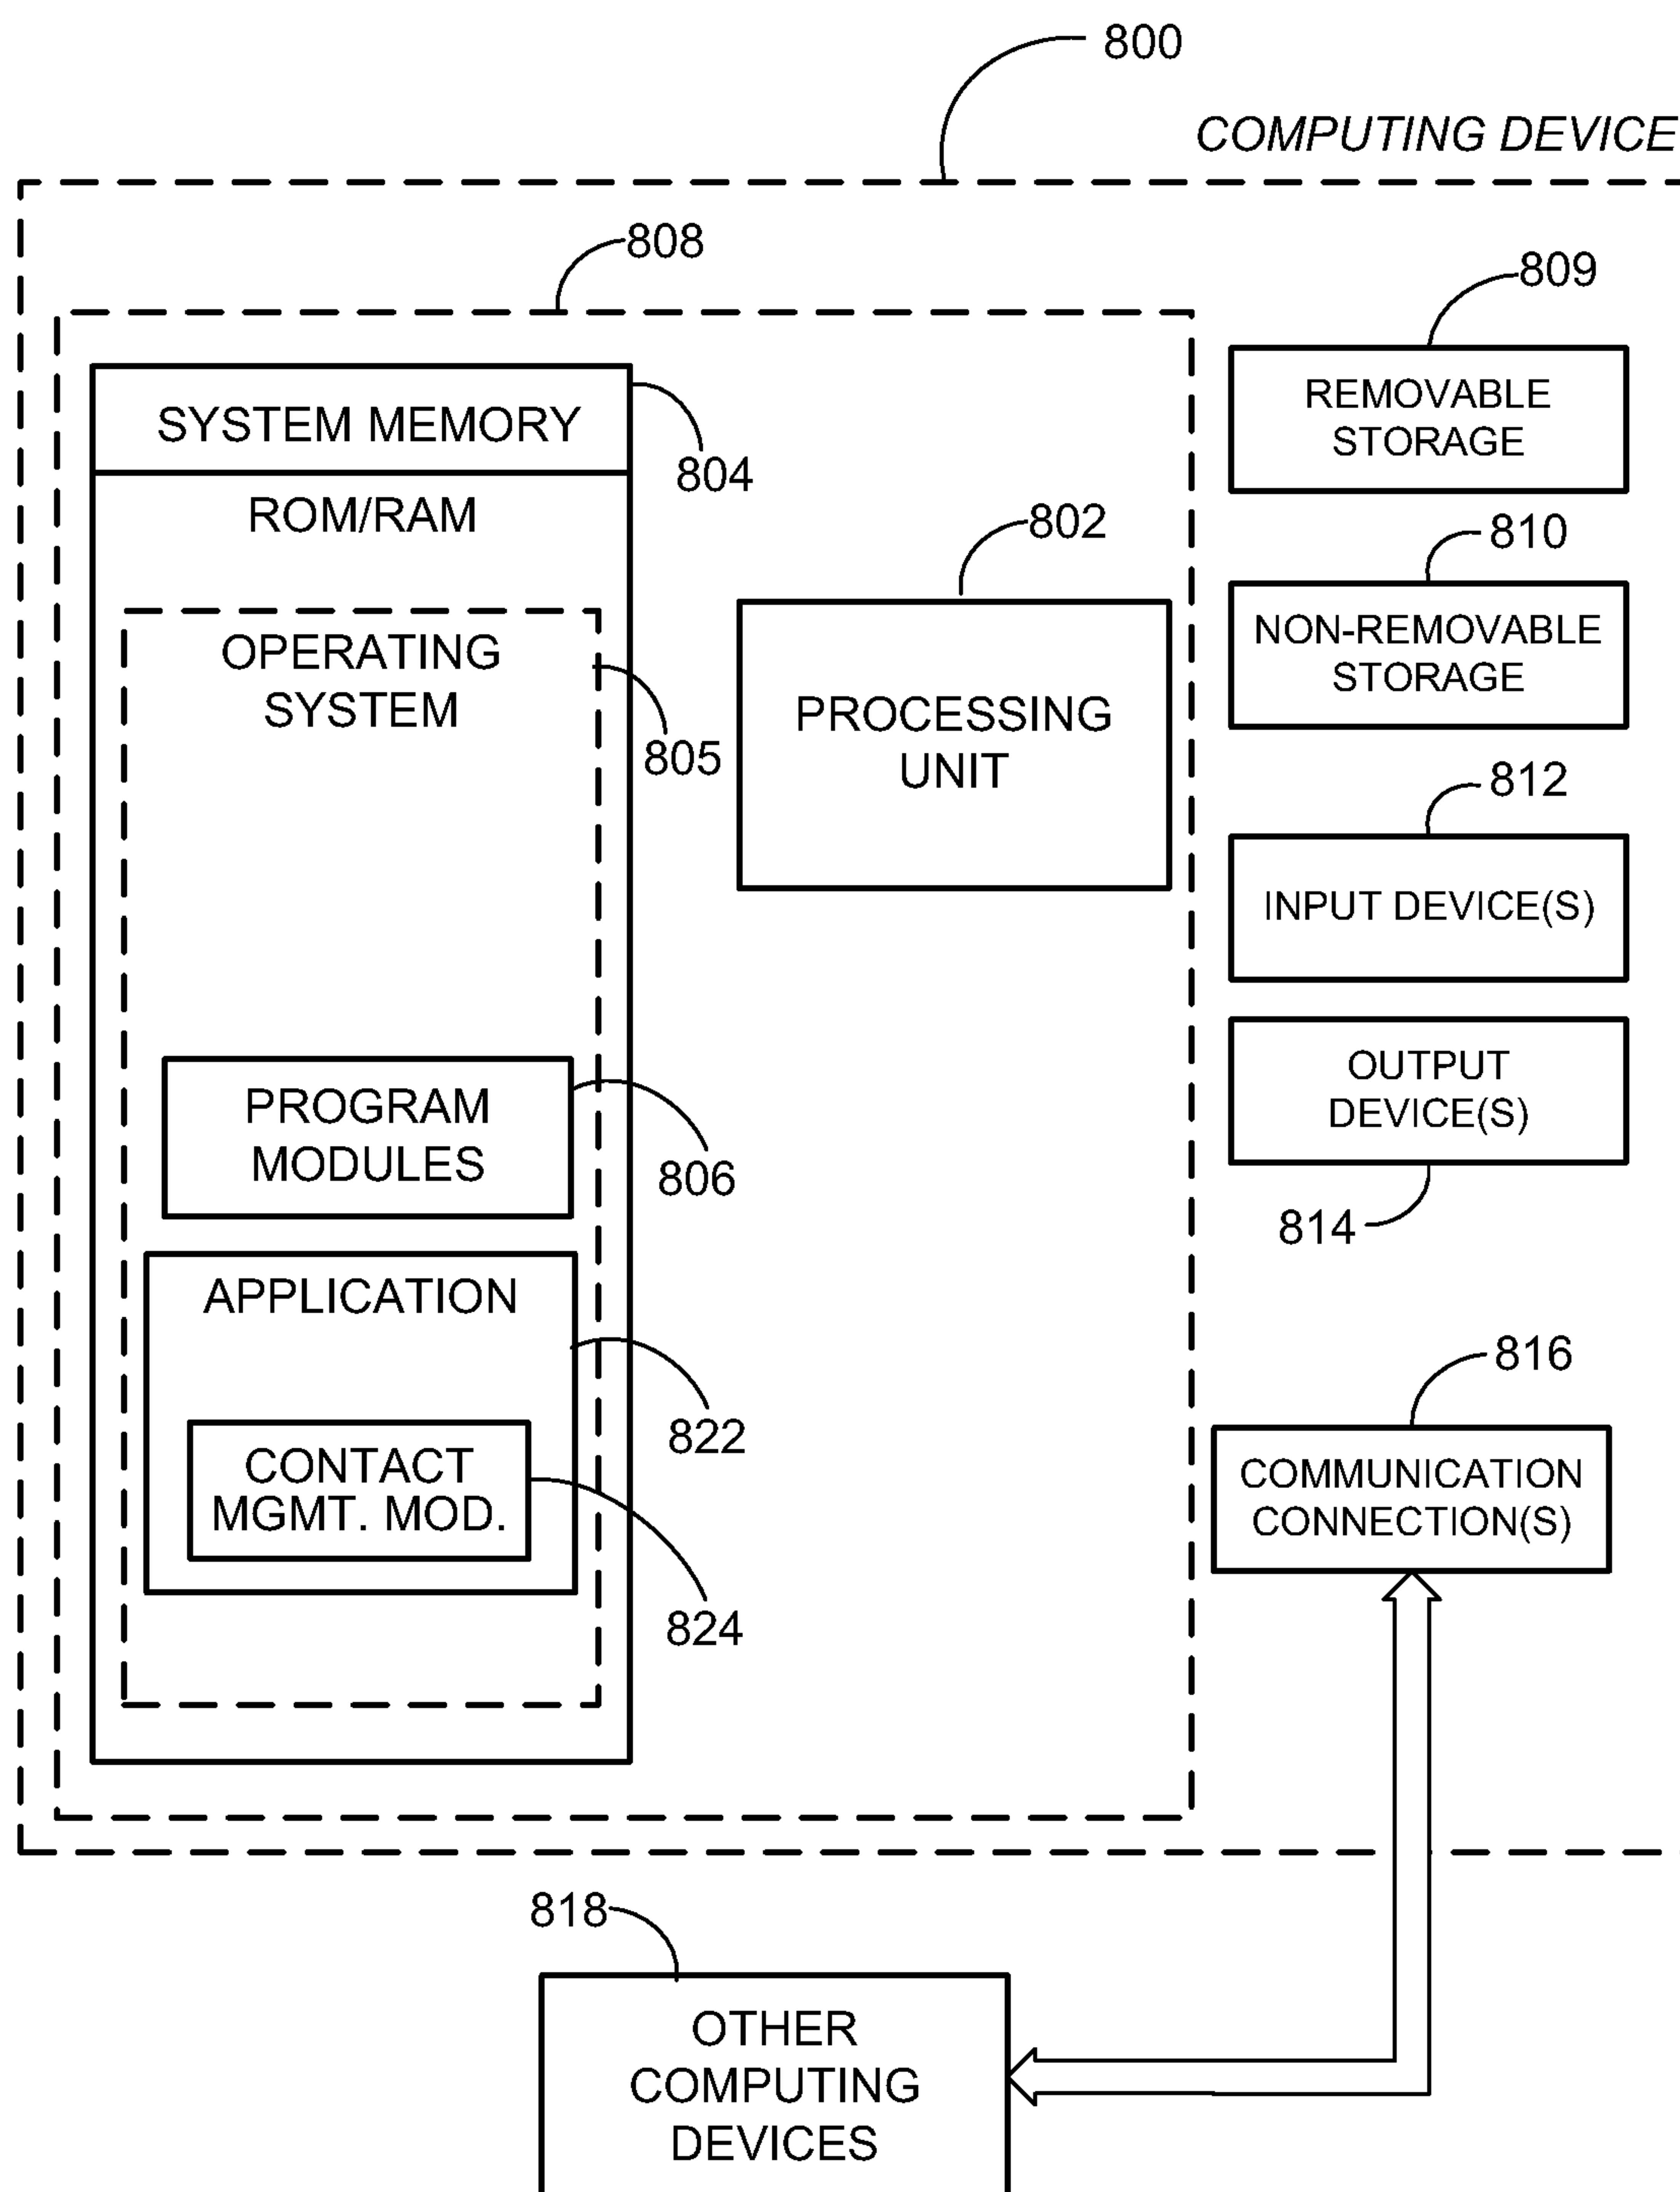 800
COMPUTING DEVICE
808
809
SYSTEM MEMORY
804
REMOVABLE
STORAGE
ROM/RAM
802
810
OPERATING
SYSTEM
805
PROCESSING
UNIT
NON-REMOVABLE
STORAGE
812
INPUT DEVICE(S)
PROGRAM
MODULES
806
OUTPUT
DEVICE(S)
814
APPLICATION
822
816
CONTACT
MGMT. MOD.
824
COMMUNICATION
CONNECTION(S)
818
OTHER
COMPUTING
DEVICES